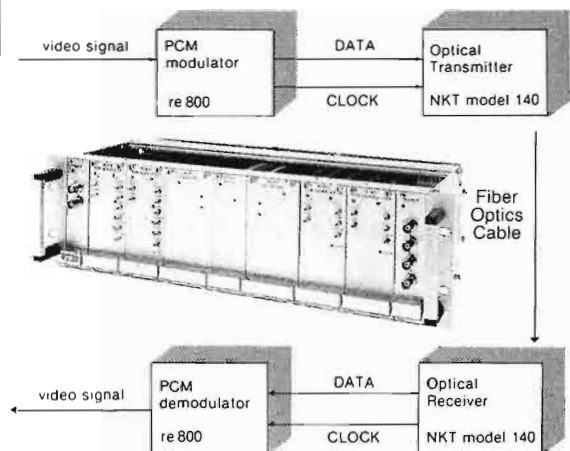 video signal
PCM
modulator
re 800
DATA
CLOCK
Optical
Transmitter
NKT model 140
Fiber
Optics
Cable
video signal
PCM
demodulator
re 800
DATA
CLOCK
Optical
Receiver
NKT model 140